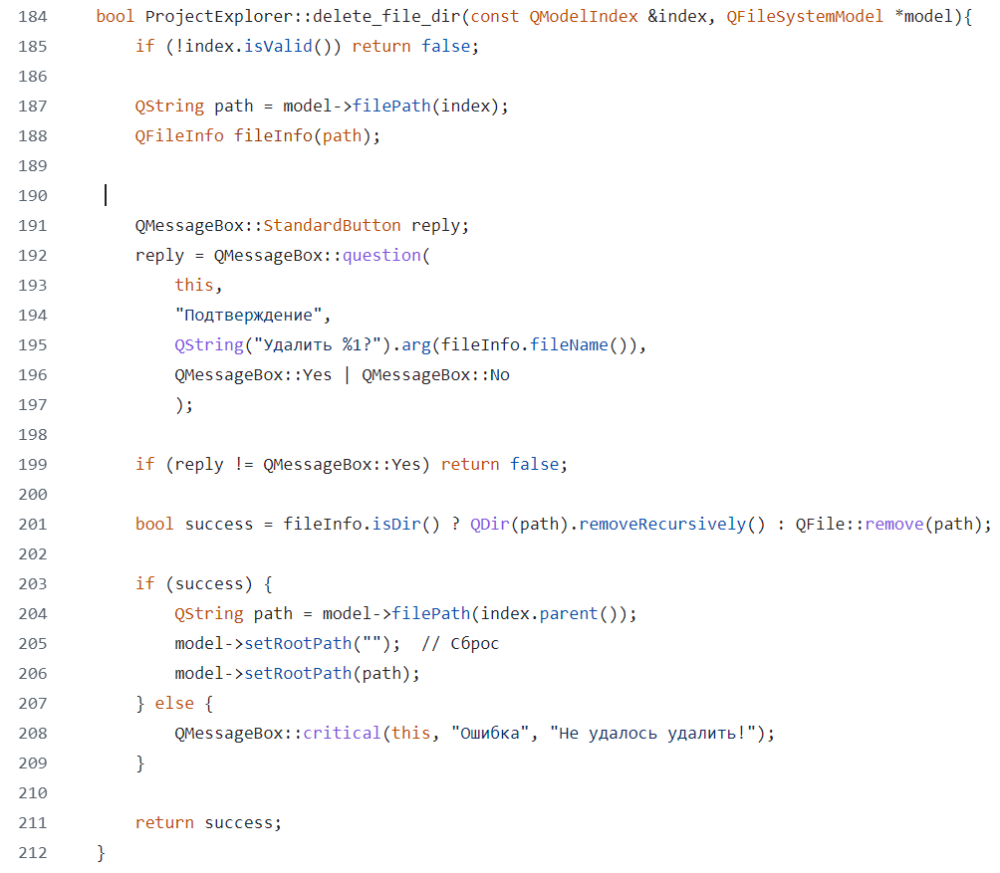 184 bool ProjectExplorer::delete_file_dir(const QModelIndex &index, QFileSystemModel *model){
185     if (!index.isValid()) return false;
186
187     QString path = model->filePath(index);
188     QFileInfo fileInfo(path);
189
190
191     QMessageBox::StandardButton reply;
192     reply = QMessageBox::question(
193         this,
194         "Подтверждение",
195         QString("Удалить %1?").arg(fileInfo.fileName()),
196         QMessageBox::Yes | QMessageBox::No
197         );
198
199     if (reply != QMessageBox::Yes) return false;
200
201     bool success = fileInfo.isDir() ? QDir(path).removeRecursively() : QFile::remove(path);
202
203     if (success) {
204         QString path = model->filePath(index.parent());
205         model->setRootPath("");  // Сброс
206         model->setRootPath(path);
207     } else {
208         QMessageBox::critical(this, "Ошибка", "Не удалось удалить!");
209     }
210
211     return success;
212 }